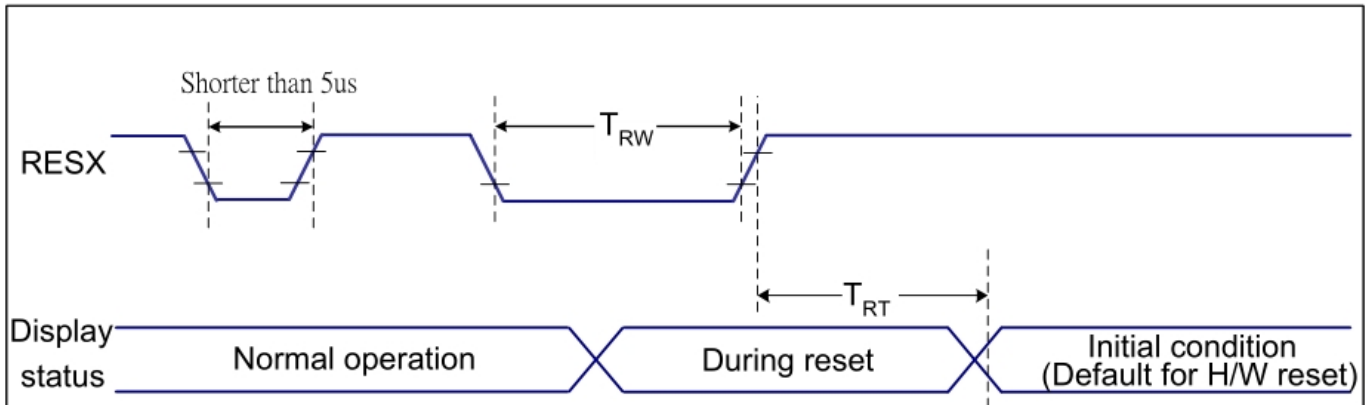 Shorter than 5us
RESX
TRW
TRT
Display
status
Normal operation
During reset
Initial condition
(Default for H/W reset)